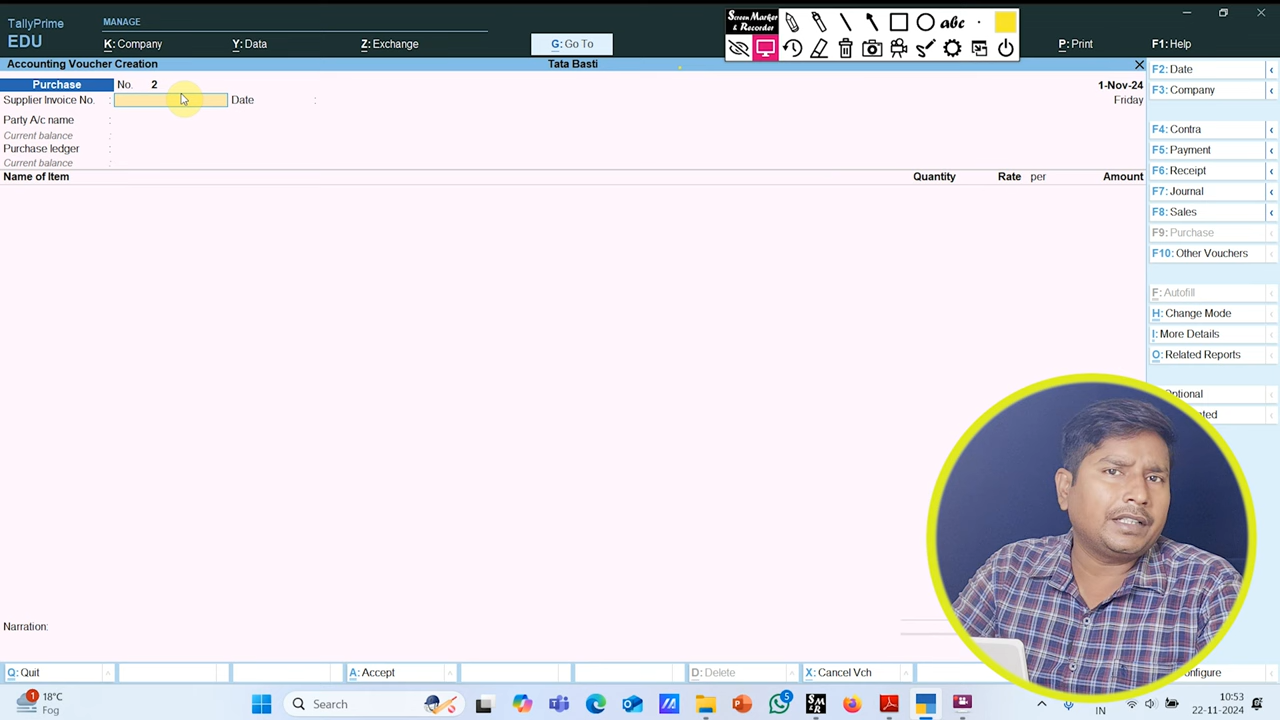 TallyPrime
EDU
MANAGE
K: Company
Y: Data
Z: Exchange
G: Go To
Screen Marker & Recorder
abc
P: Print
F1: Help
Accounting Voucher Creation
Tata Basti
Purchase
No. 2
1-Nov-24
Supplier Invoice No. :
Date :
Friday
Party A/c name :
Current balance :
Purchase ledger :
Current balance :
Name of Item
Quantity
Rate per
Amount
F2: Date
F3: Company
F4: Contra
F5: Payment
F6: Receipt
F7: Journal
F8: Sales
F9: Purchase
F10: Other Vouchers
F: Autofill
H: Change Mode
I: More Details
O: Related Reports
Optional
Narration:
Q: Quit
A: Accept
D: Delete
X: Cancel Vch
1
18°C
Fog
Search
5
IN
10:53
22-11-2024